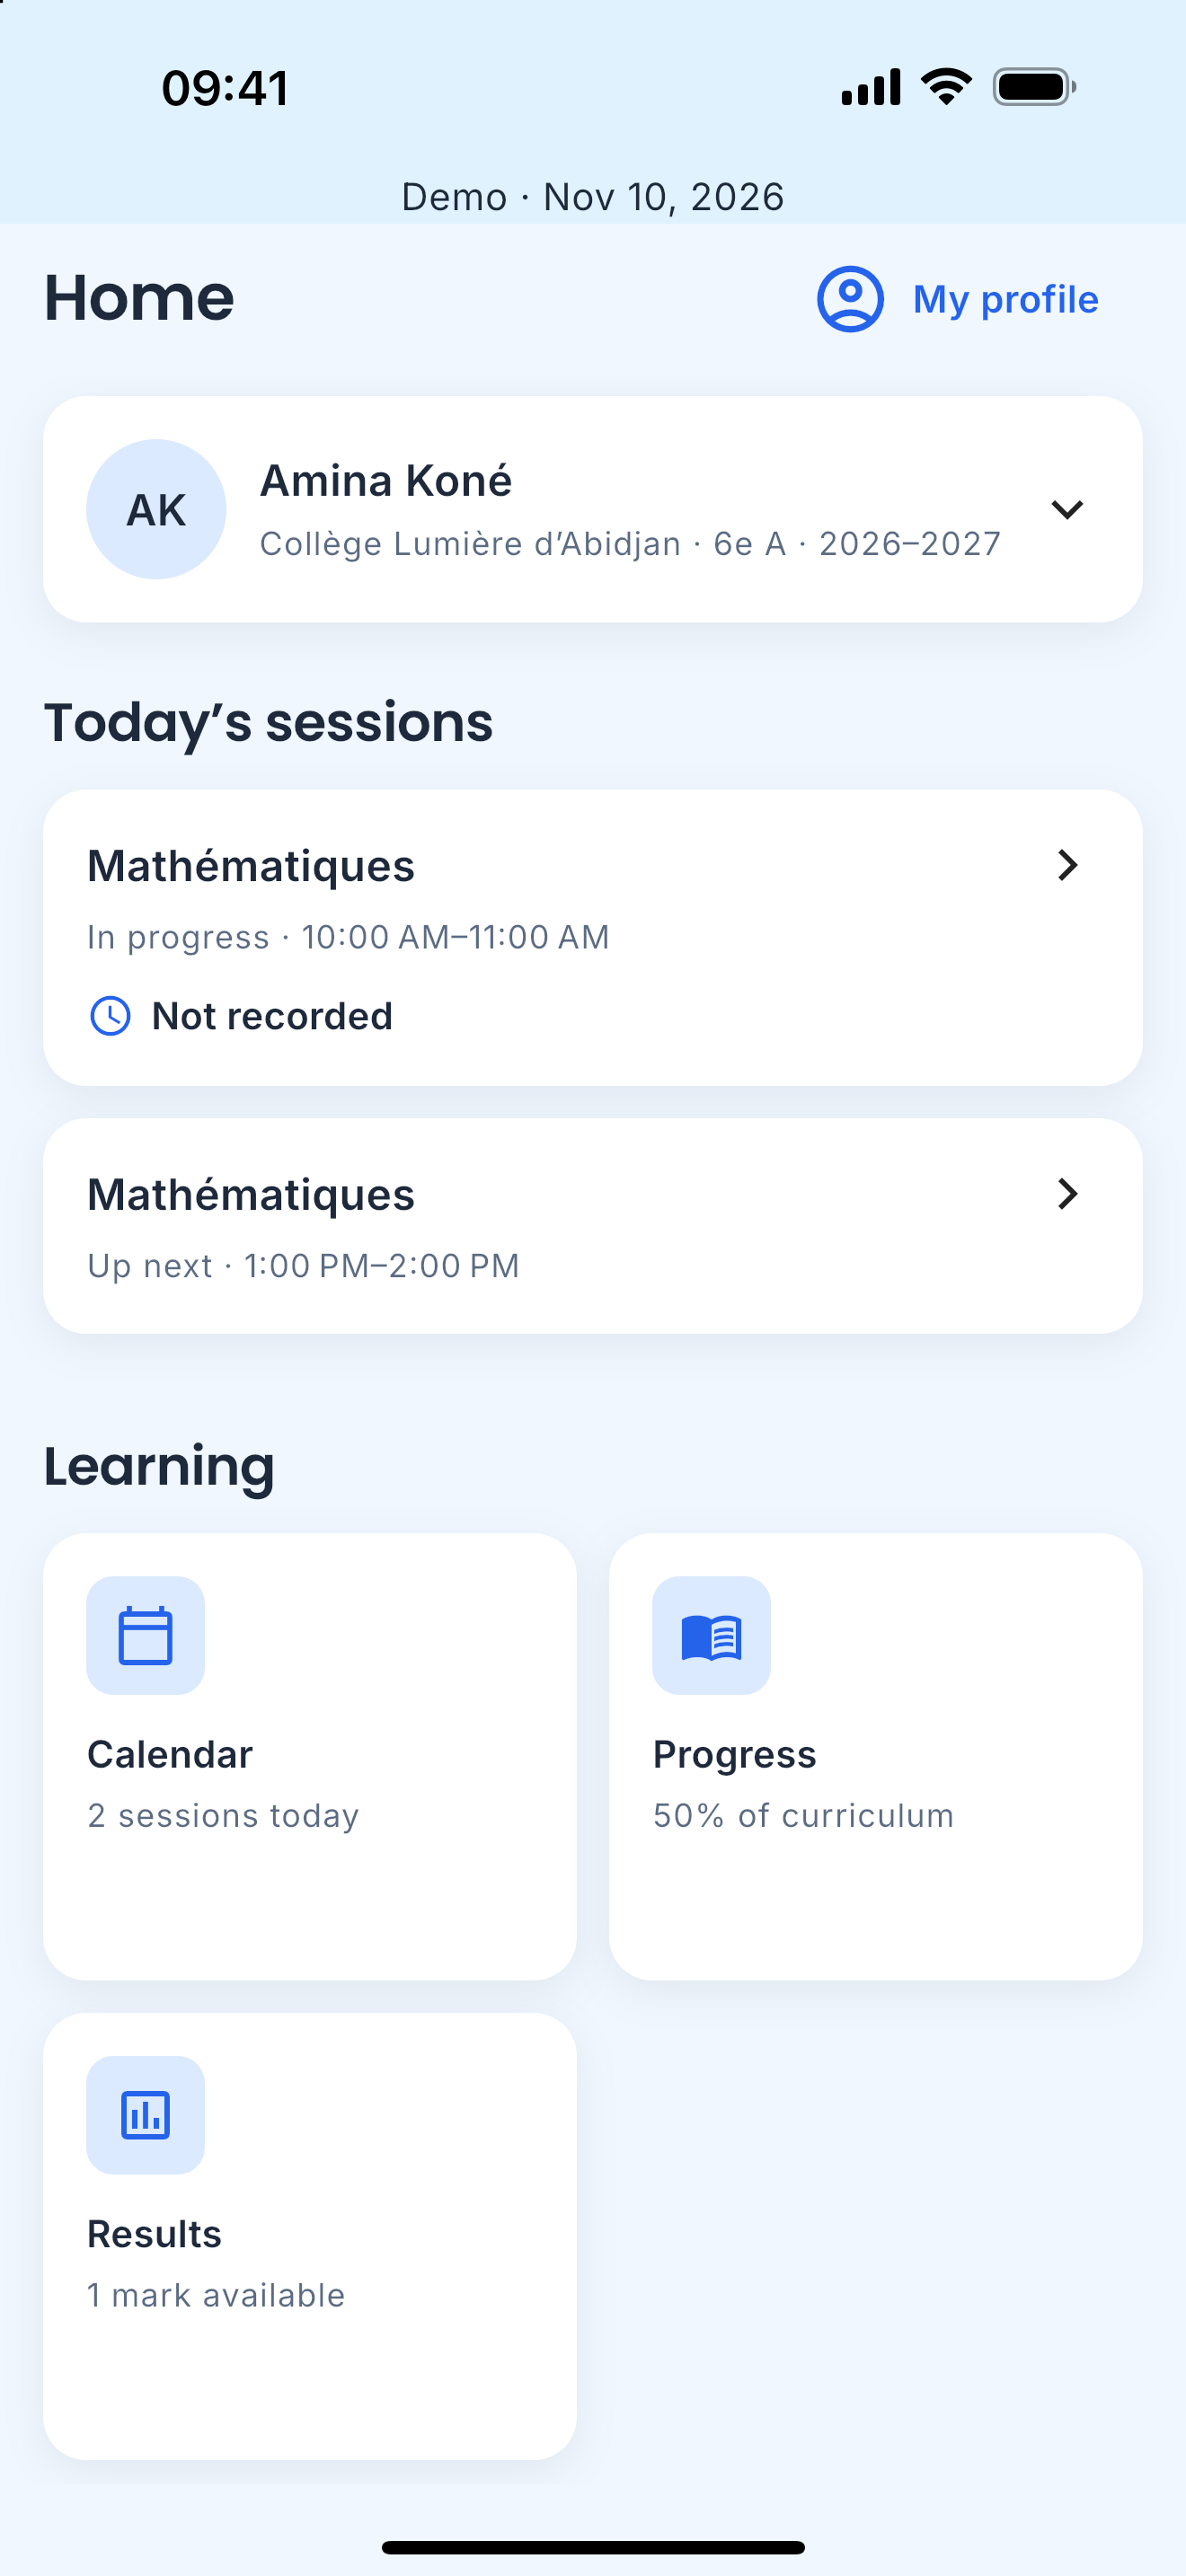 09:41
Demo · Nov 10, 2026
Home
My profile
AK
Amina Koné
Collège Lumière d’Abidjan · 6e A · 2026–2027
Today’s sessions
Mathématiques
In progress · 10:00 AM–11:00 AM
Not recorded
Mathématiques
Up next · 1:00 PM–2:00 PM
Learning
Calendar
2 sessions today
Progress
50% of curriculum
Results
1 mark available